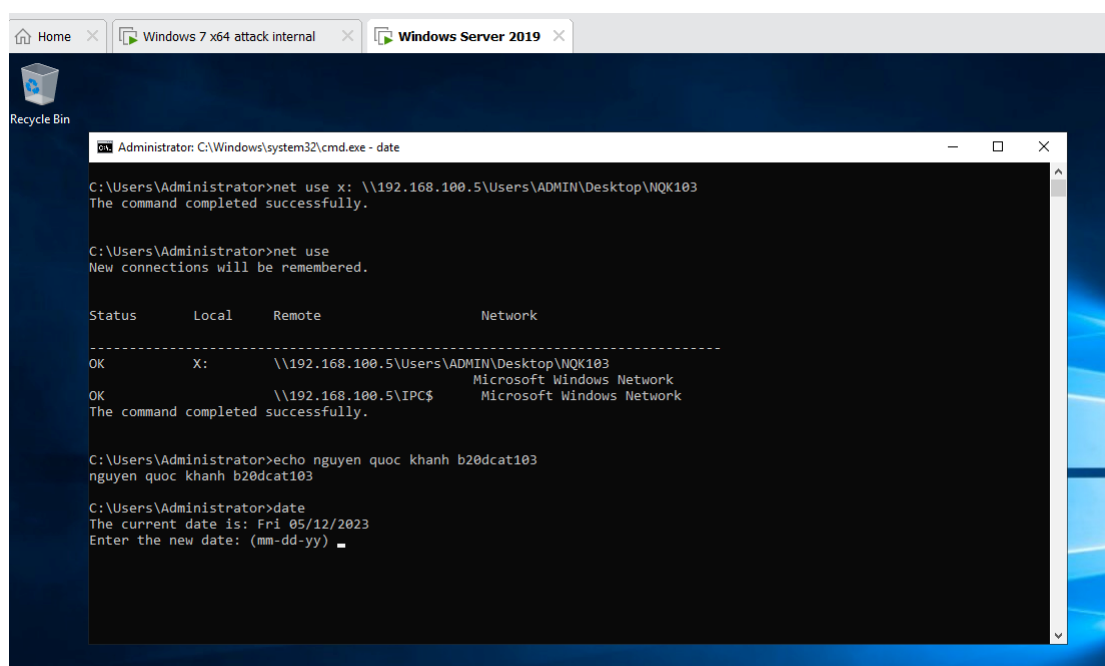 Home
Windows 7 x64 attack internal
Windows Server 2019
Recycle Bin
Administrator: C:\Windows\system32\cmd.exe - date
C:\Users\Administrator>net use x: \\192.168.100.5\Users\ADMIN\Desktop\NQK103
The command completed successfully.
C:\Users\Administrator>net use
New connections will be remembered.
Status Local Remote Network
-------------------------------------------------------------------------------
OK X: \\192.168.100.5\Users\ADMIN\Desktop\NQK103
Microsoft Windows Network
OK \\192.168.100.5\IPC$ Microsoft Windows Network
The command completed successfully.
C:\Users\Administrator>echo nguyen quoc khanh b20dcat103
nguyen quoc khanh b20dcat103
C:\Users\Administrator>date
The current date is: Fri 05/12/2023
Enter the new date: (mm-dd-yy)